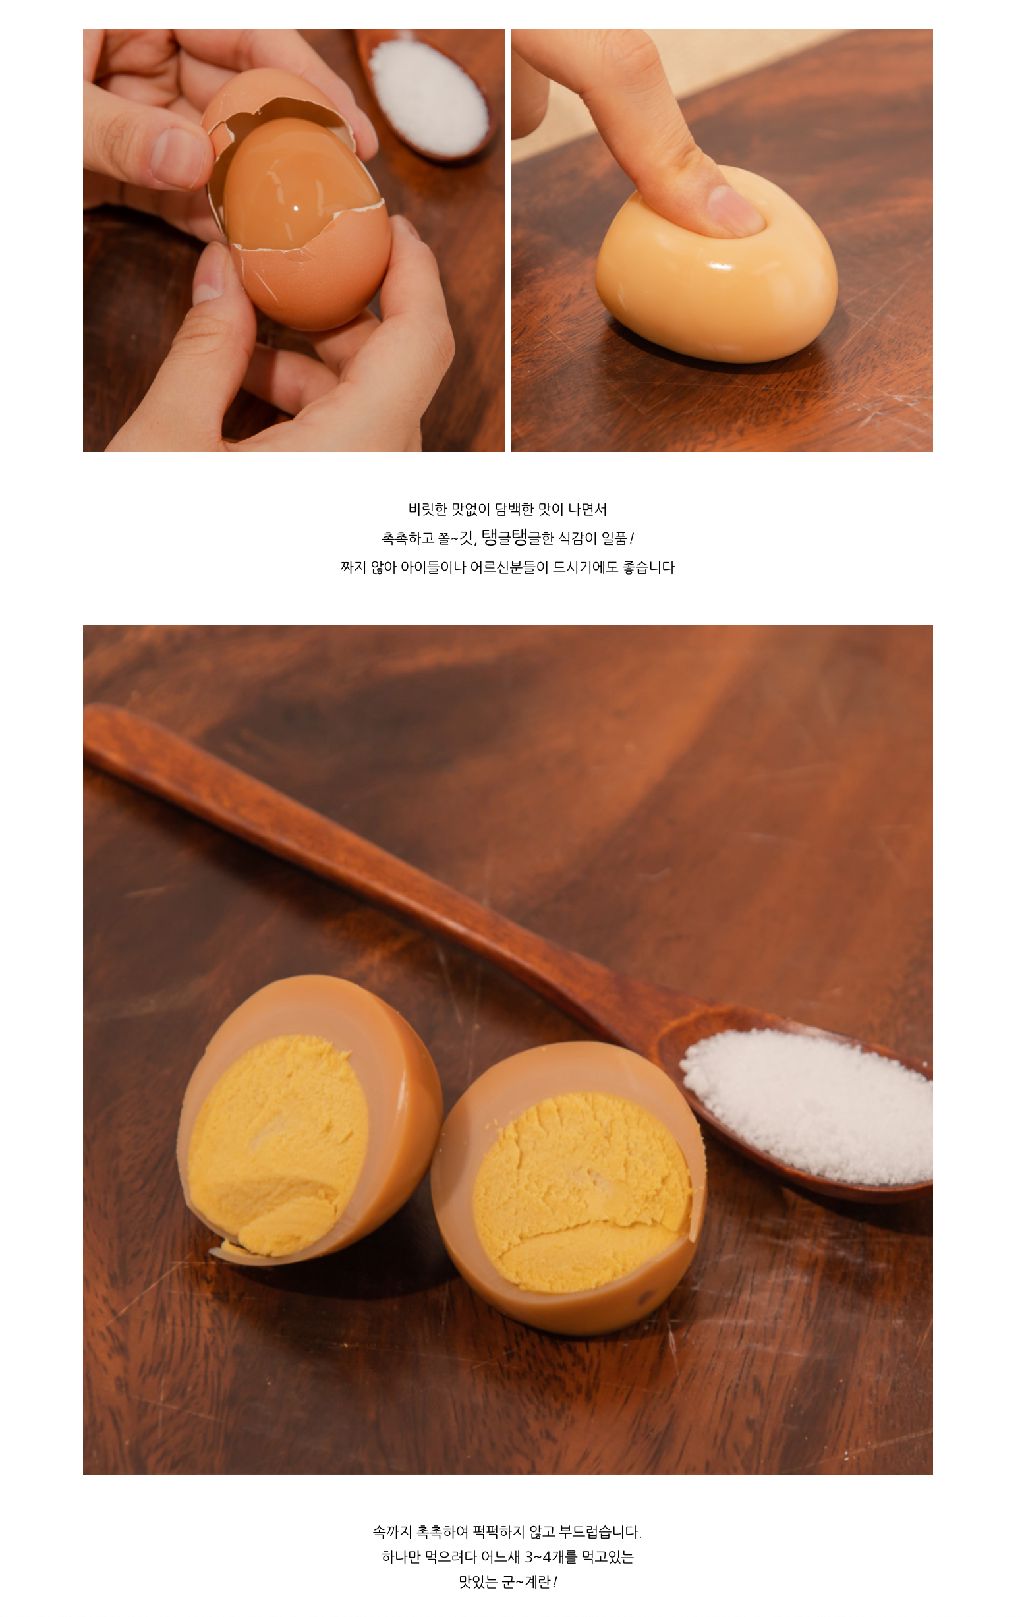 비릿한 맛없이 담백한 맛이 나면서
촉촉하고 쫄~깃, 탱글탱글한 식감이 일품!
짜지 않아 아이들이나 어르신분들이 드시기에도 좋습니다
속까지 촉촉하여 퍽퍽하지 않고 부드럽습니다.
하나만 먹으려다 어느새 3~4개를 먹고있는
맛있는 군~계란!